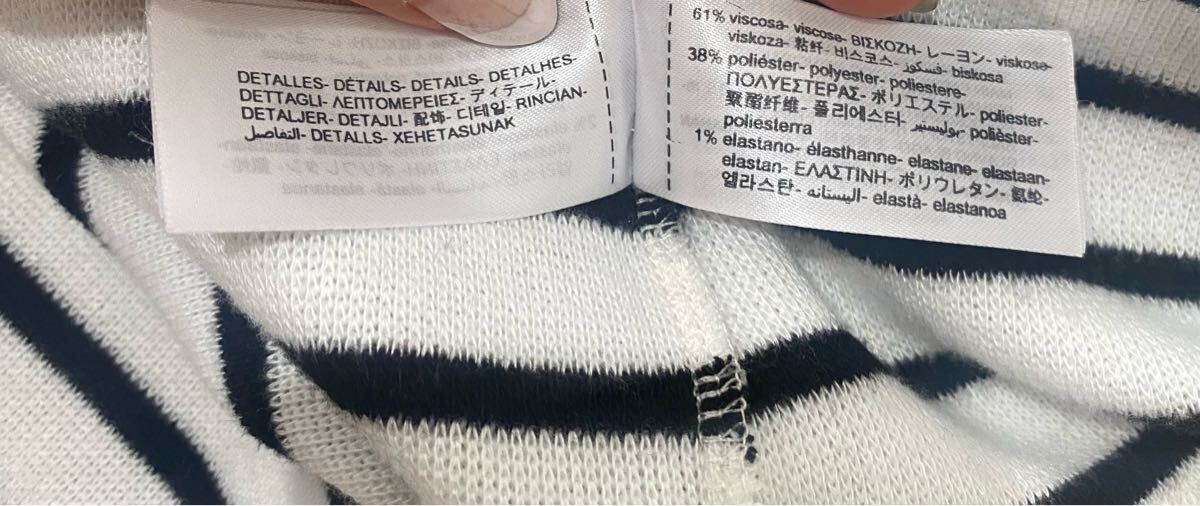 DETALLES- DÉTAILS- DETAILS- DETALHES-
DETTAGLI- ΛΕΠΤΟΜΕΡΕΙΕΣ- ディテール-
DETALJER- DETAJLI- 配饰- 디테일- RINCIAN-
التفاصيل- DETALLS- XEHETASUNAK
61% viscosa- viscose- ΒΙΣΚΟΖΗ- レーヨン- viskose-
viskoza- 粘纤- 비스코스- فسكوز- biskosa
38% poliéster- polyester- poliestere-
ΠΟΛΥΕΣΤΕΡΑΣ- ポリエステル- poliester-
聚酯纤维- 폴리에스터- بوليستير- polièster-
poliesterra
1% elastano- élasthanne- elastane- elastaan-
elastan- ΕΛΑΣΤΙΝΗ- ポリウレタン- 氨纶-
엘라스탄- اليستانه- elastà- elastanoa